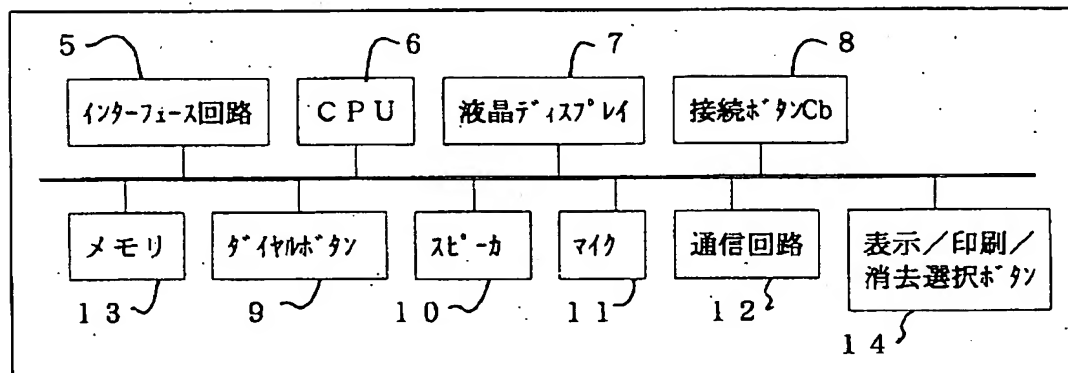 ５ ６ ７ ８
ｲﾝﾀｰﾌｪｰｽ回路 ＣＰＵ 液晶ﾃﾞｨｽﾌﾟﾚｲ 接続ﾎﾞﾀﾝCb
メモリ ﾀﾞｲﾔﾙﾎﾞﾀﾝ ｽﾋﾟｰｶ ﾏｲｸ 通信回路 表示／印刷／
消去選択ﾎﾞﾀﾝ
１３ ９ １０ １１ １２
１４